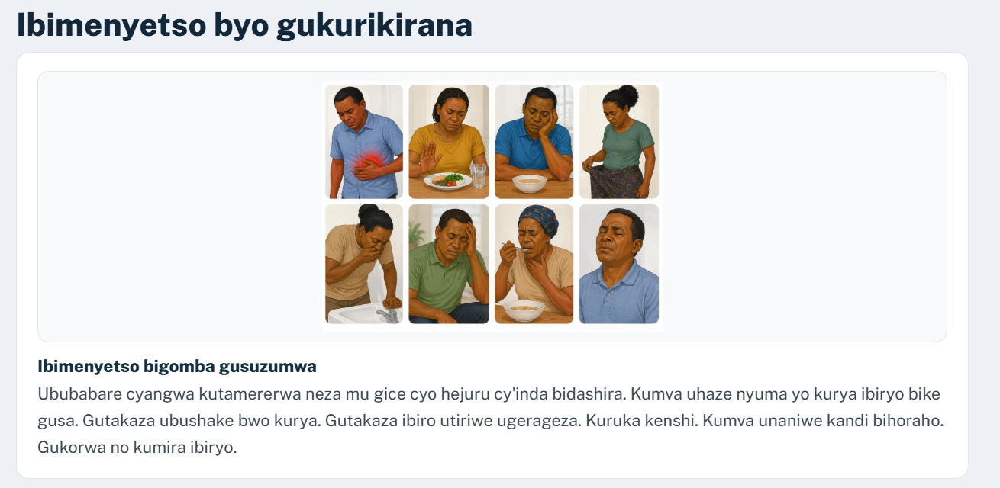 Ibimenyetso byo gukurikirana
Ibimenyetso bigomba gusuzumwa
Ububabare cyangwa kutamererwa neza mu gice cyo hejuru cy'inda bidashira. Kumva uhaze nyuma yo kurya ibiryo bike
gusa. Gutakaza ubushake bwo kurya. Gutakaza ibiro utiriwe ugerageza. Kuruka kenshi. Kumva unaniwe kandi bihoraho.
Gukorwa no kumira ibiryo.